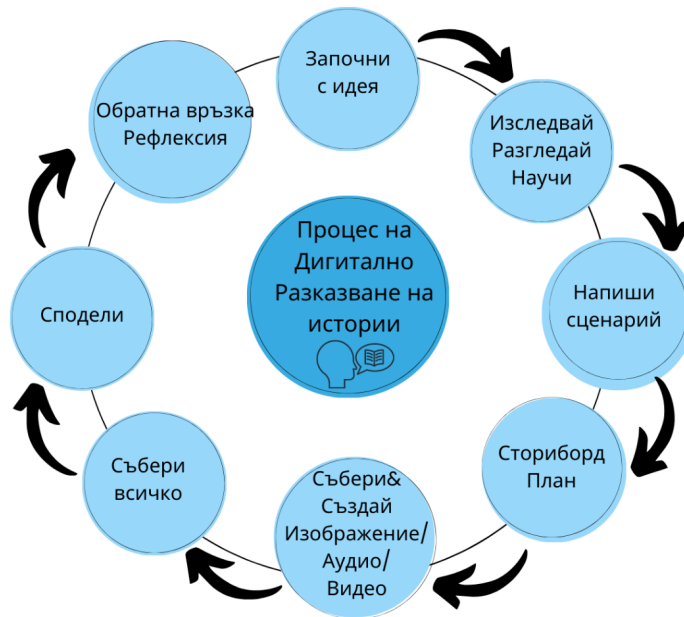 Започни
с идея
Изследвай
Разгледай
Научи
Напиши
сценарий
Сториборд
План
Събери&
Създай
Изображение/
Аудио/
Видео
Събери
всичко
Сподели
Обратна връзка
Рефлексия
Процес на
Дигитално
Разказване на
истории